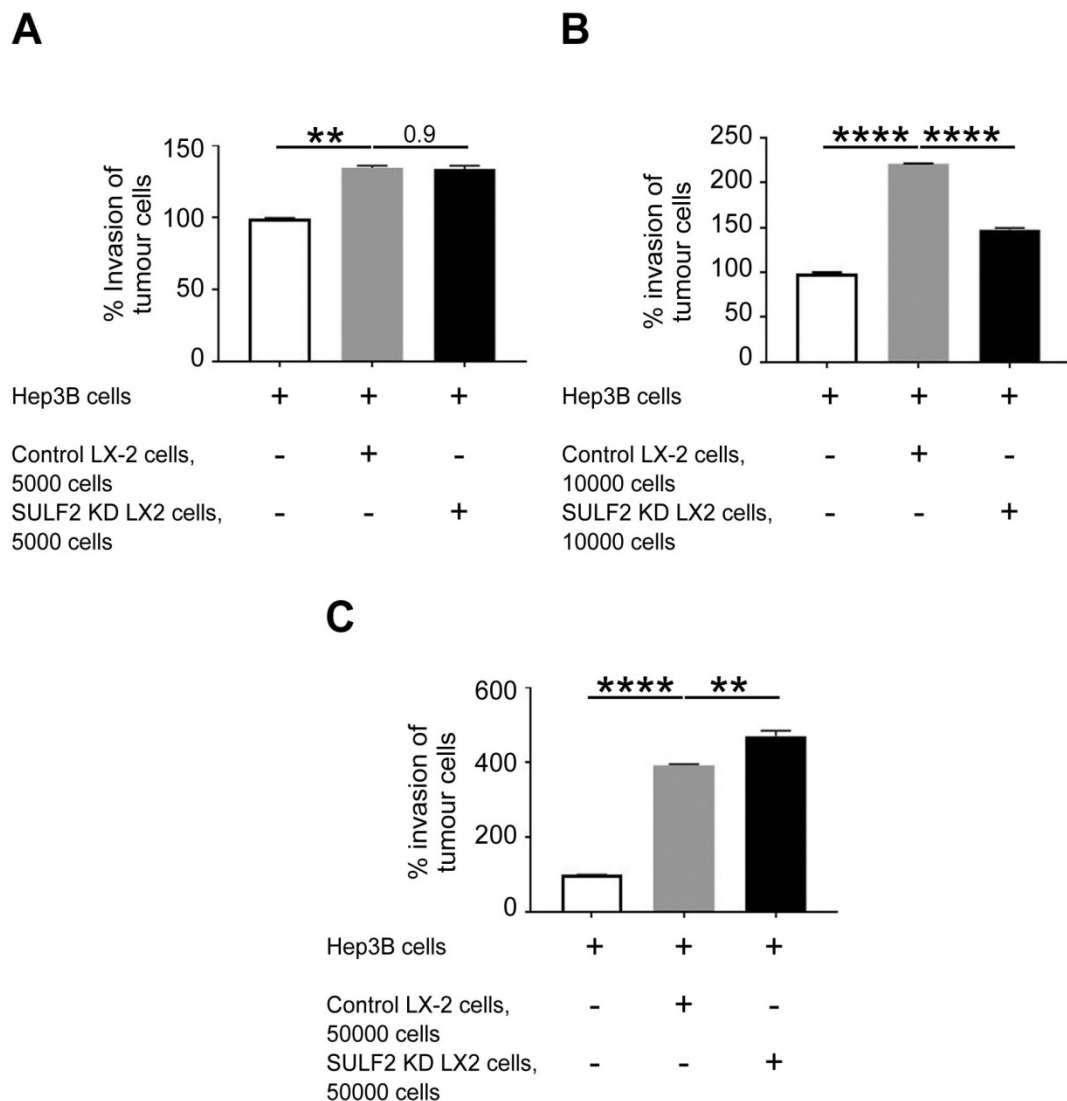 A
** 0.9
150
100
50
0
% Invasion of
tumour cells
Hep3B cells + + +
Control LX-2 cells, - + -
5000 cells
SULF2 KD LX2 cells, - - +
5000 cells
B
**** ****
250
200
150
100
50
0
% invasion of
tumour cells
Hep3B cells + + +
Control LX-2 cells, - + -
10000 cells
SULF2 KD LX2 cells, - - +
10000 cells
C
**** **
600
400
200
0
% invasion of
tumour cells
Hep3B cells + + +
Control LX-2 cells, - + -
50000 cells
SULF2 KD LX2 cells, - - +
50000 cells